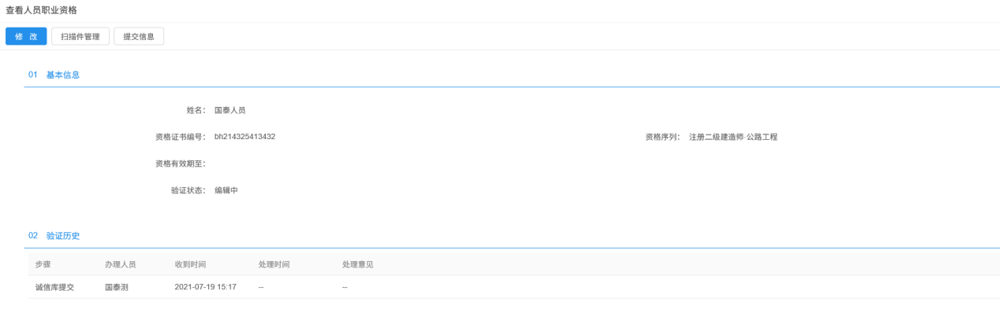 查看人员职业资格
修 改 扫描件管理 提交信息
01 基本信息
姓名： 国泰人员
资格证书编号： bh214325413432 资格序列： 注册二级建造师·公路工程
资格有效期至：
验证状态： 编辑中
02 验证历史
步骤 办理人员 收到时间 处理时间 处理意见
诚信库提交 国泰测 2021-07-19 15:17 -- --